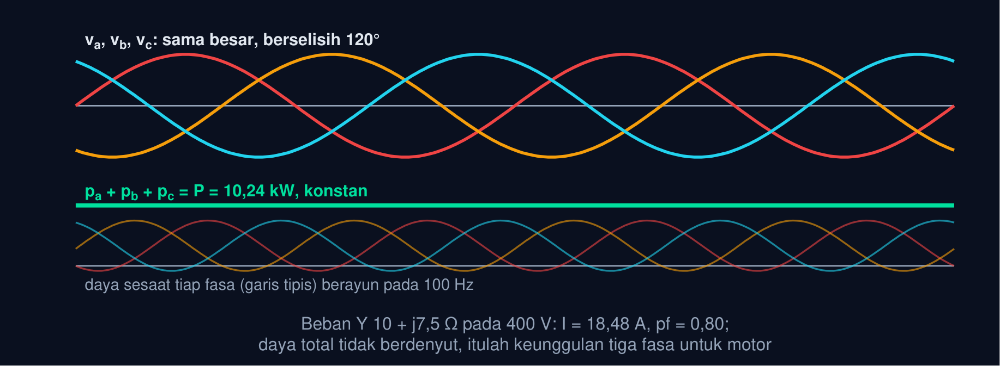 va, vb, vc: sama besar, berselisih 120°
pa + pb + pc = P = 10,24 kW, konstan
daya sesaat tiap fasa (garis tipis) berayun pada 100 Hz
Beban Y 10 + j7,5 Ω pada 400 V: I = 18,48 A, pf = 0,80;
daya total tidak berdenyut, itulah keunggulan tiga fasa untuk motor